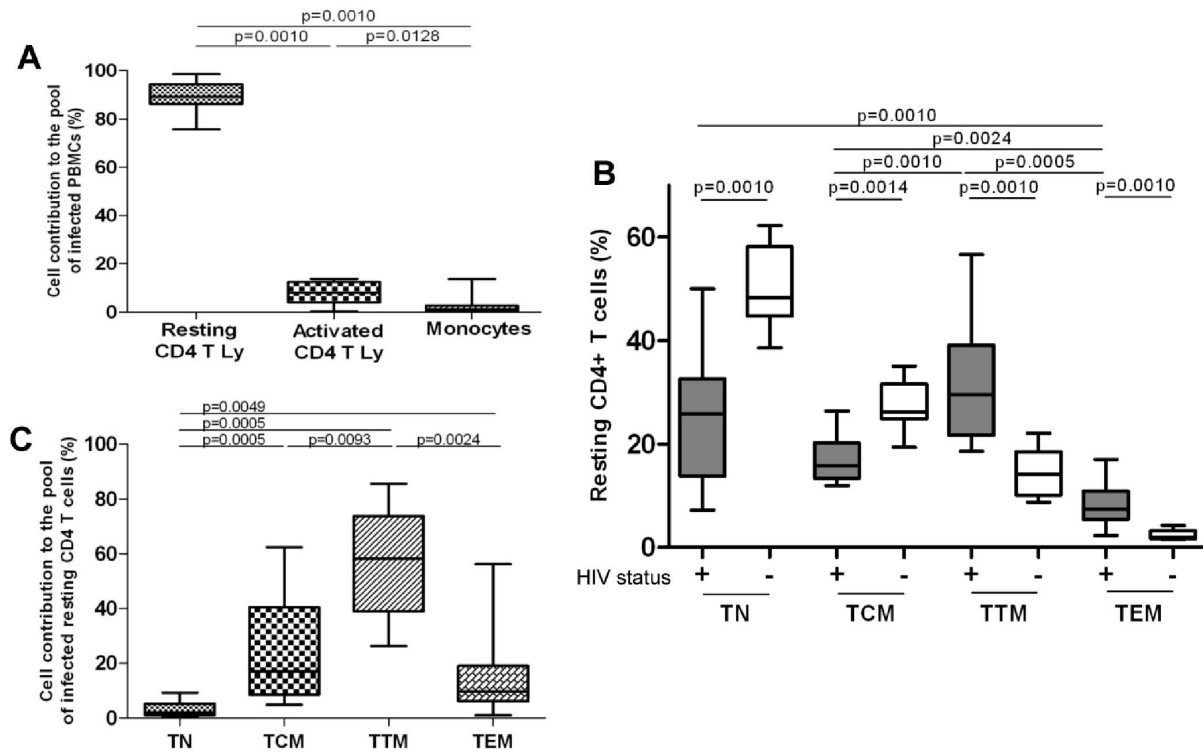 A
p=0.0010
p=0.0010 p=0.0128
Cell contribution to the pool
of infected PBMCs (%)
100
80
60
40
20
0
Resting
CD4 T Ly
Activated
CD4 T Ly
Monocytes
B
p=0.0010
p=0.0024
p=0.0010 p=0.0005
p=0.0010 p=0.0014 p=0.0010 p=0.0010
Resting CD4+ T cells (%)
60
40
20
0
HIV status + - + - + - + -
TN TCM TTM TEM
C
p=0.0049
p=0.0005
p=0.0005 p=0.0093 p=0.0024
Cell contribution to the pool
of infected resting CD4 T cells (%)
100
80
60
40
20
0
TN TCM TTM TEM